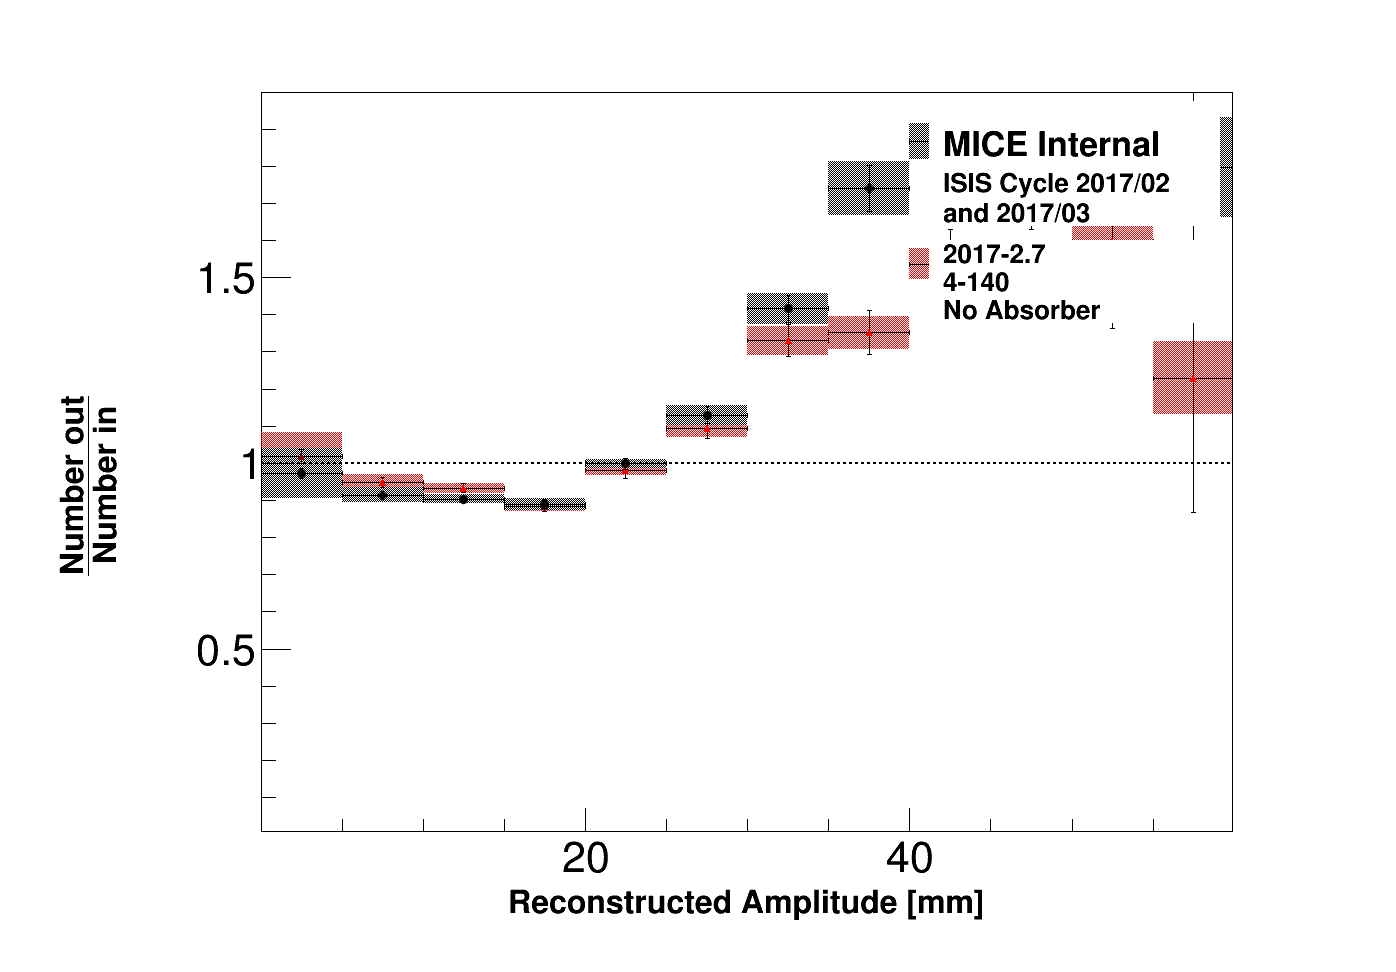 MICE Internal
ISIS Cycle 2017/02
and 2017/03
2017-2.7
4-140
No Absorber
1.5
1
0.5
Number out
Number in
20
40
Reconstructed Amplitude [mm]